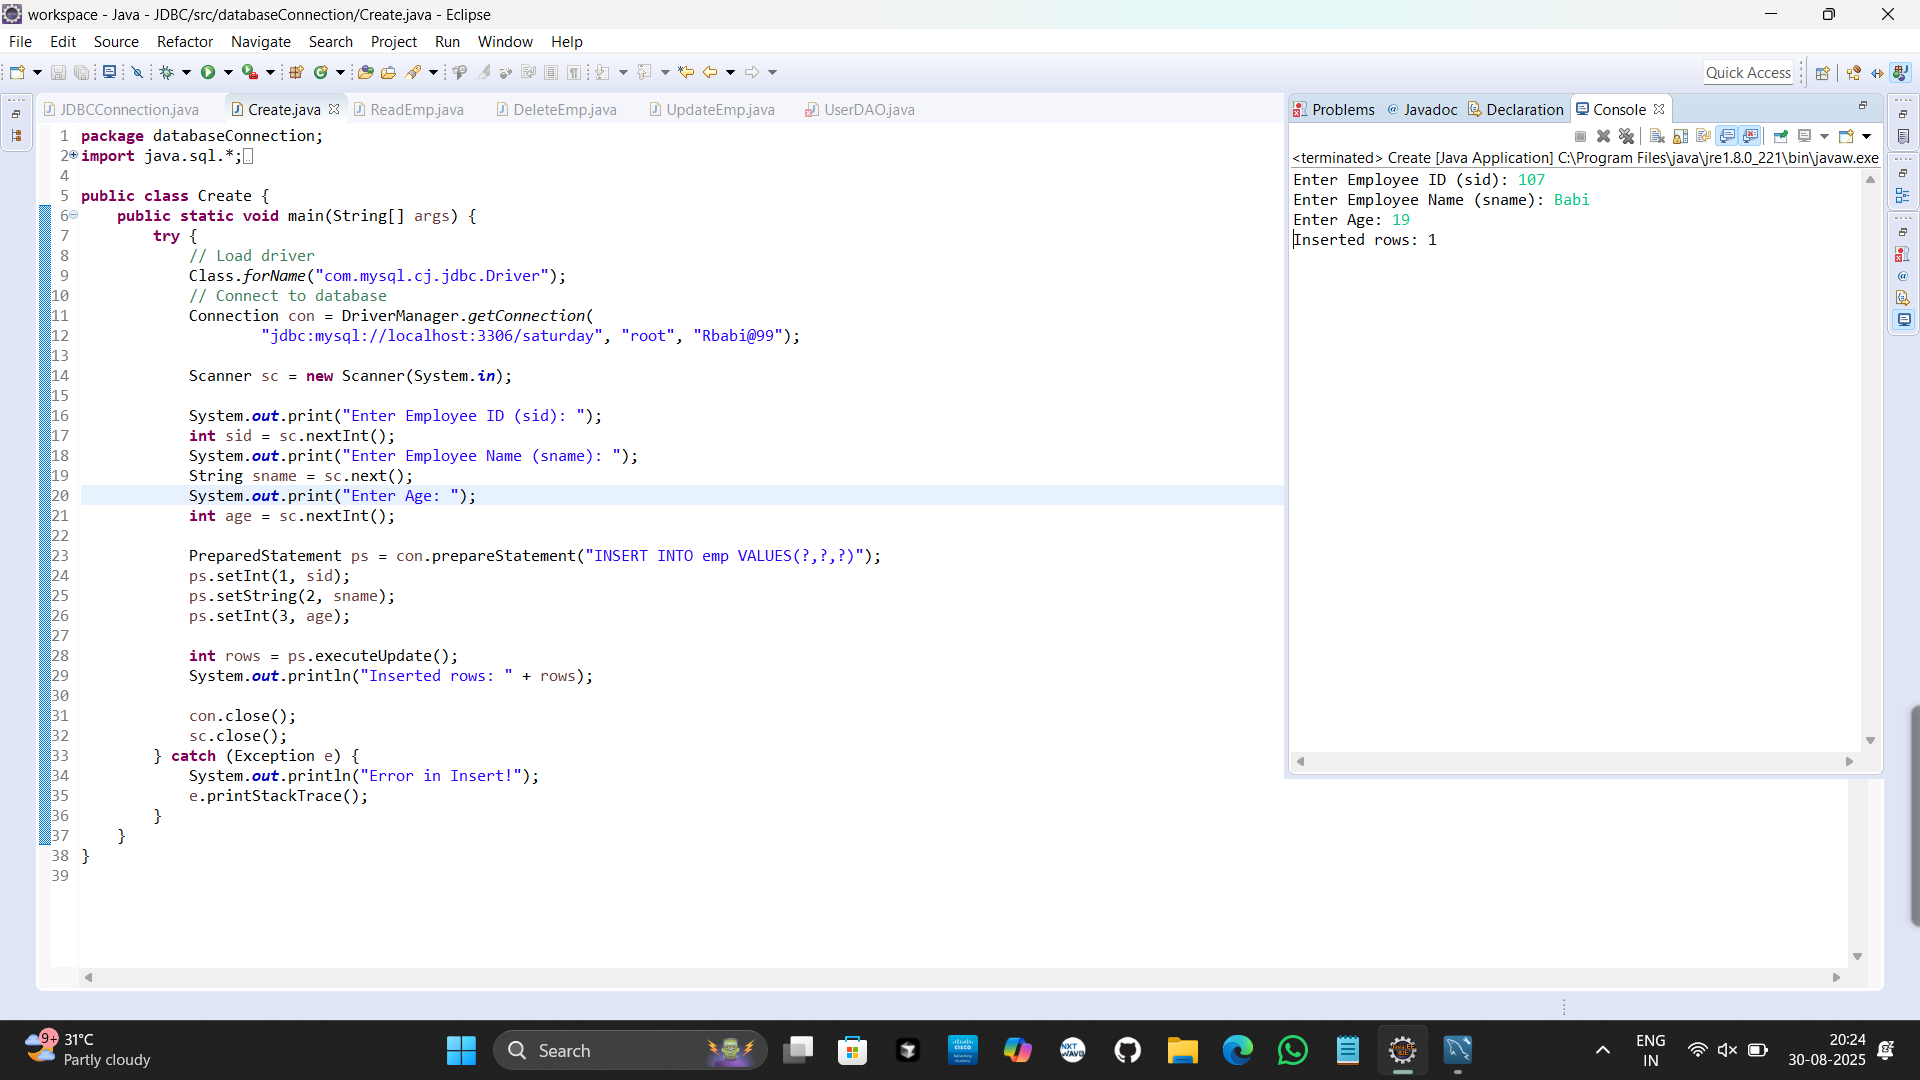 workspace - Java - JDBC/src/databaseConnection/Create.java - Eclipse
File Edit Source Refactor Navigate Search Project Run Window Help
Quick Access
JDBCConnection.java Create.java ReadEmp.java DeleteEmp.java UpdateEmp.java UserDAO.java
1 package databaseConnection;
2 import java.sql.*;
4
5 public class Create {
6 public static void main(String[] args) {
7 try {
8 // Load driver
9 Class.forName("com.mysql.cj.jdbc.Driver");
10 // Connect to database
11 Connection con = DriverManager.getConnection(
12 "jdbc:mysql://localhost:3306/saturday", "root", "Rbabi@99");
13
14 Scanner sc = new Scanner(System.in);
15
16 System.out.print("Enter Employee ID (sid): ");
17 int sid = sc.nextInt();
18 System.out.print("Enter Employee Name (sname): ");
19 String sname = sc.next();
20 System.out.print("Enter Age: ");
21 int age = sc.nextInt();
22
23 PreparedStatement ps = con.prepareStatement("INSERT INTO emp VALUES(?,?,?)");
24 ps.setInt(1, sid);
25 ps.setString(2, sname);
26 ps.setInt(3, age);
27
28 int rows = ps.executeUpdate();
29 System.out.println("Inserted rows: " + rows);
30
31 con.close();
32 sc.close();
33 } catch (Exception e) {
34 System.out.println("Error in Insert!");
35 e.printStackTrace();
36 }
37 }
38 }
39
Problems Javadoc Declaration Console
<terminated> Create [Java Application] C:\Program Files\java\jre1.8.0_221\bin\javaw.exe
Enter Employee ID (sid): 107
Enter Employee Name (sname): Babi
Enter Age: 19
Inserted rows: 1
9+
31°C
Partly cloudy
Search
ENG
IN
20:24
30-08-2025